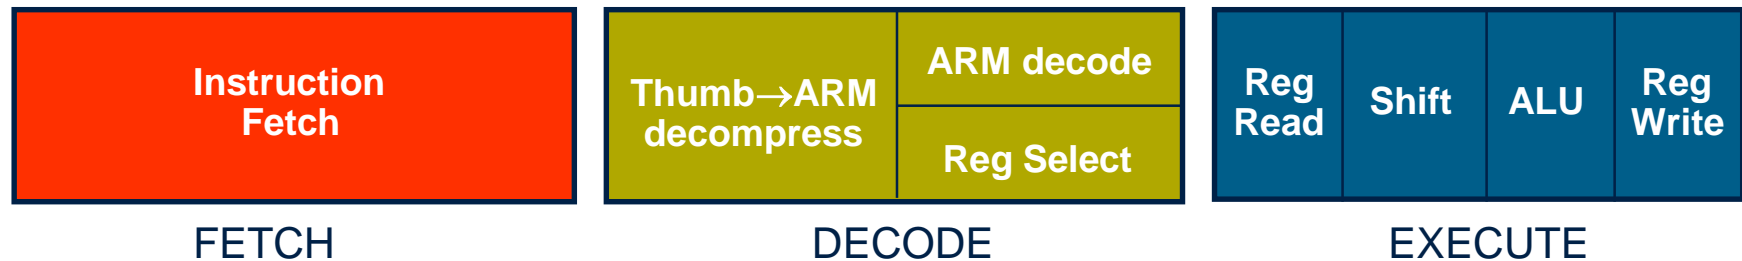 Instruction
Fetch
Thumb→ARM
decompress
ARM decode
Reg Select
Reg
Read
Shift
ALU
Reg
Write
FETCH
DECODE
EXECUTE